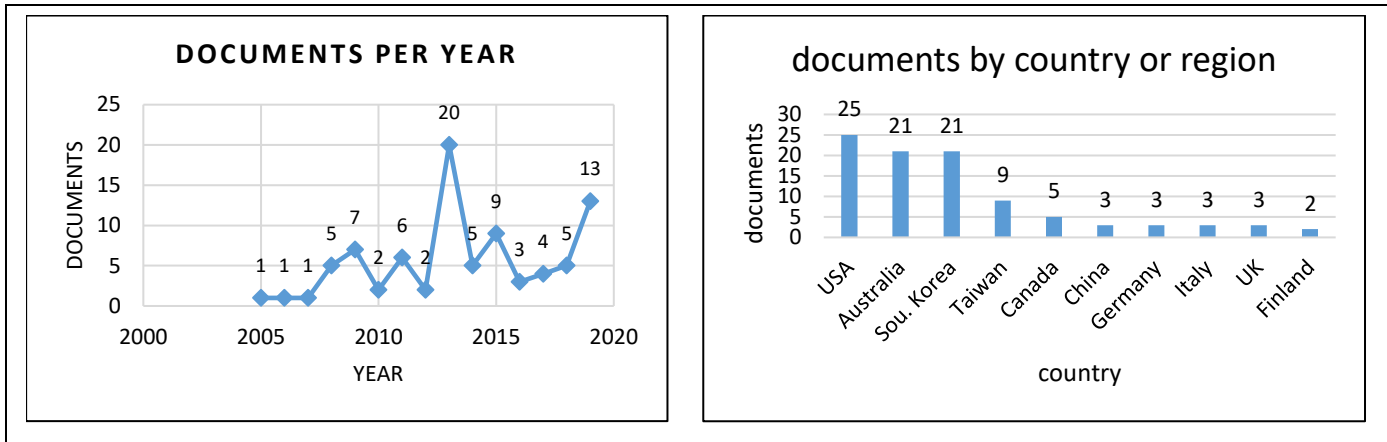 DOCUMENTS PER YEAR
25
20
15
10
5
0
DOCUMENTS
1 1 1 5 7 2 6 2 20 5 9 3 4 5 13
2000 2005 2010 2015 2020
YEAR
documents by country or region
30
25
20
15
10
5
0
documents
25 21 21 9 5 3 3 3 3 2
USA Australia Sou. Korea Taiwan Canada China Germany Italy UK Finland
country